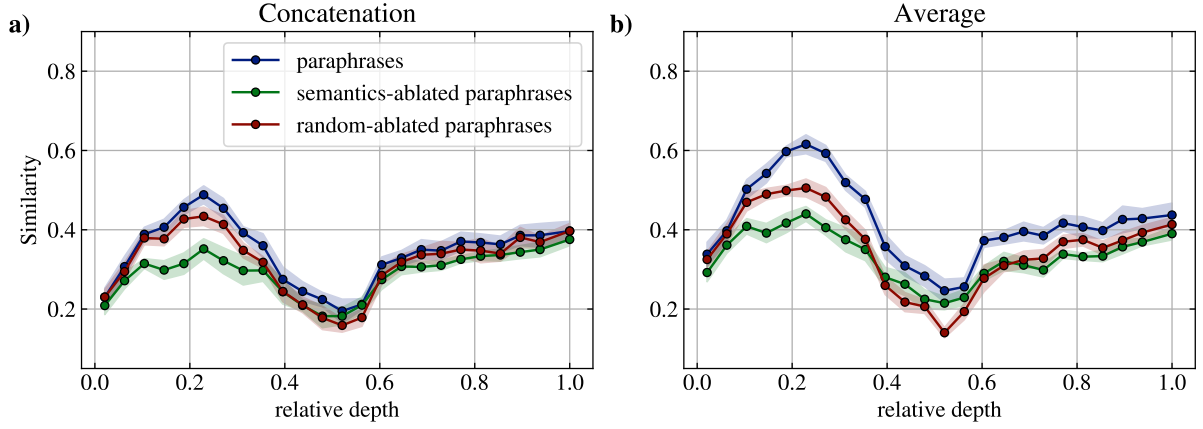 a)
Concatenation
paraphrases
semantics-ablated paraphrases
random-ablated paraphrases
Similarity
0.8
0.6
0.4
0.2
0.0 0.2 0.4 0.6 0.8 1.0
relative depth
b)
Average
0.8
0.6
0.4
0.2
0.0 0.2 0.4 0.6 0.8 1.0
relative depth